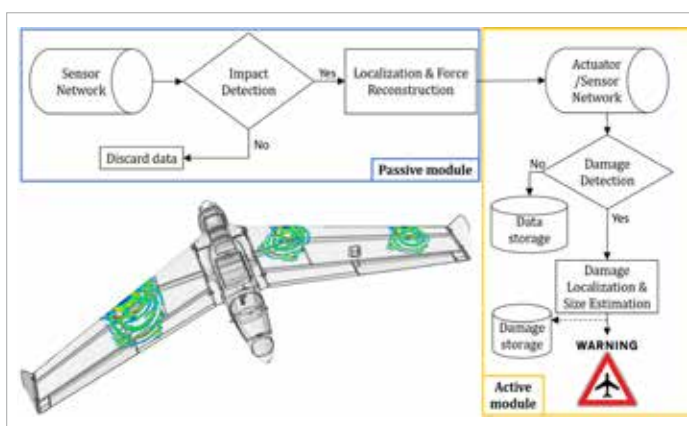 Sensor
Network
Impact
Detection
Yes
Localization & Force
Reconstruction
No
Discard data
Passive module
Actuator
/Sensor
Network
Damage
Detection
No
Data
storage
Yes
Damage
Localization &
Size Estimation
Damage
storage
WARNING
Active
module